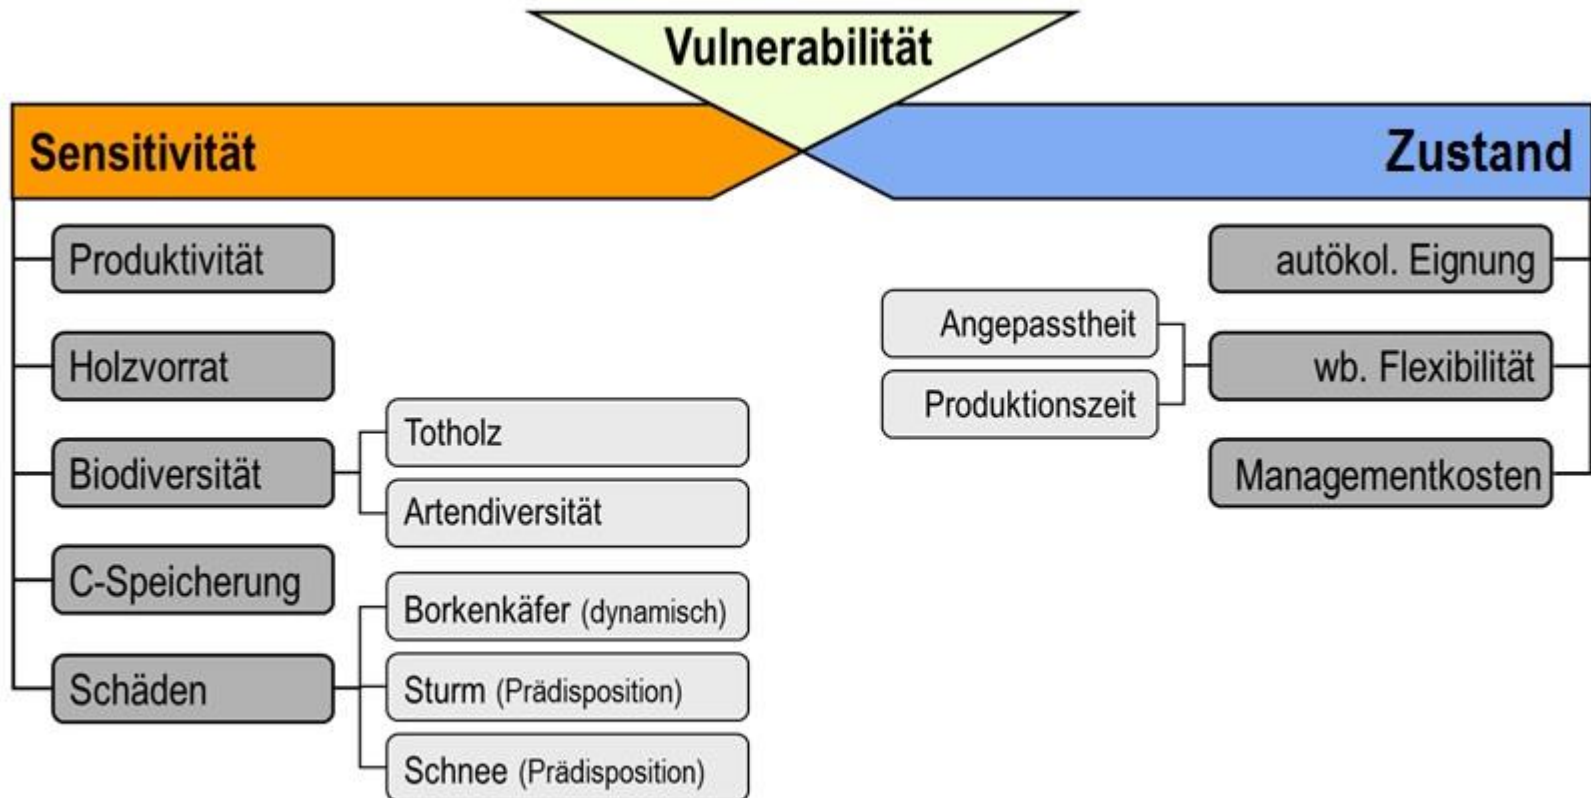 Vulnerabilität
Sensitivität
Zustand
Produktivität
Holzvorrat
Biodiversität
Totholz
Artendiversität
C-Speicherung
Schäden
Borkenkäfer (dynamisch)
Sturm (Prädisposition)
Schnee (Prädisposition)
autökol. Eignung
wb. Flexibilität
Angepasstheit
Produktionszeit
Managementkosten